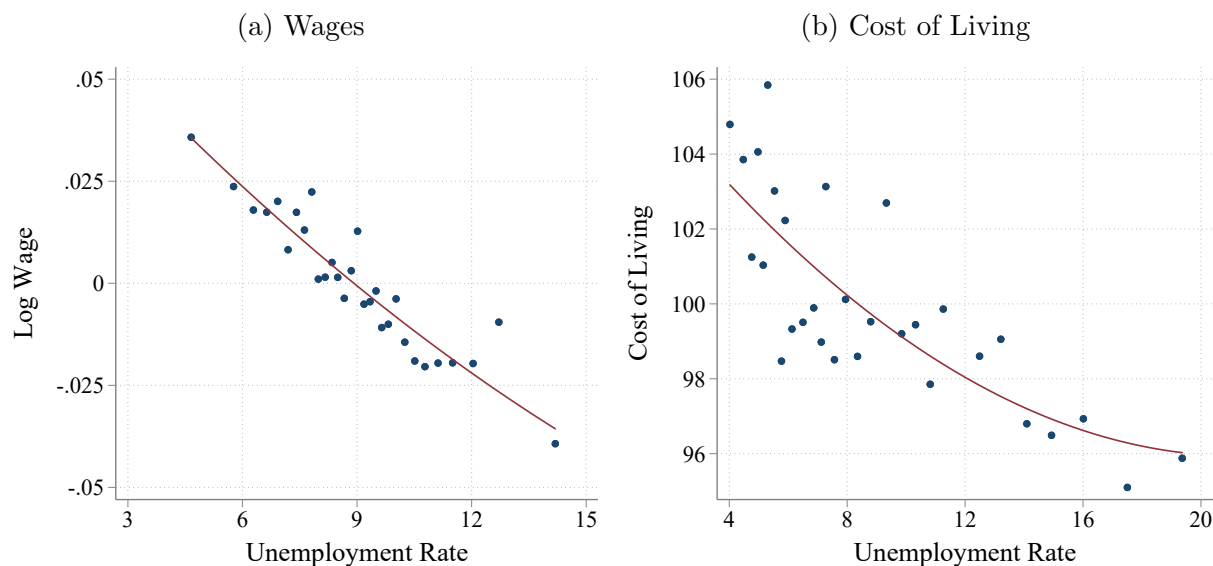 (a) Wages
.05
.025
0
-.025
-.05
Log Wage
3 6 9 12 15
Unemployment Rate
(b) Cost of Living
106
104
102
100
98
96
Cost of Living
4 8 12 16 20
Unemployment Rate